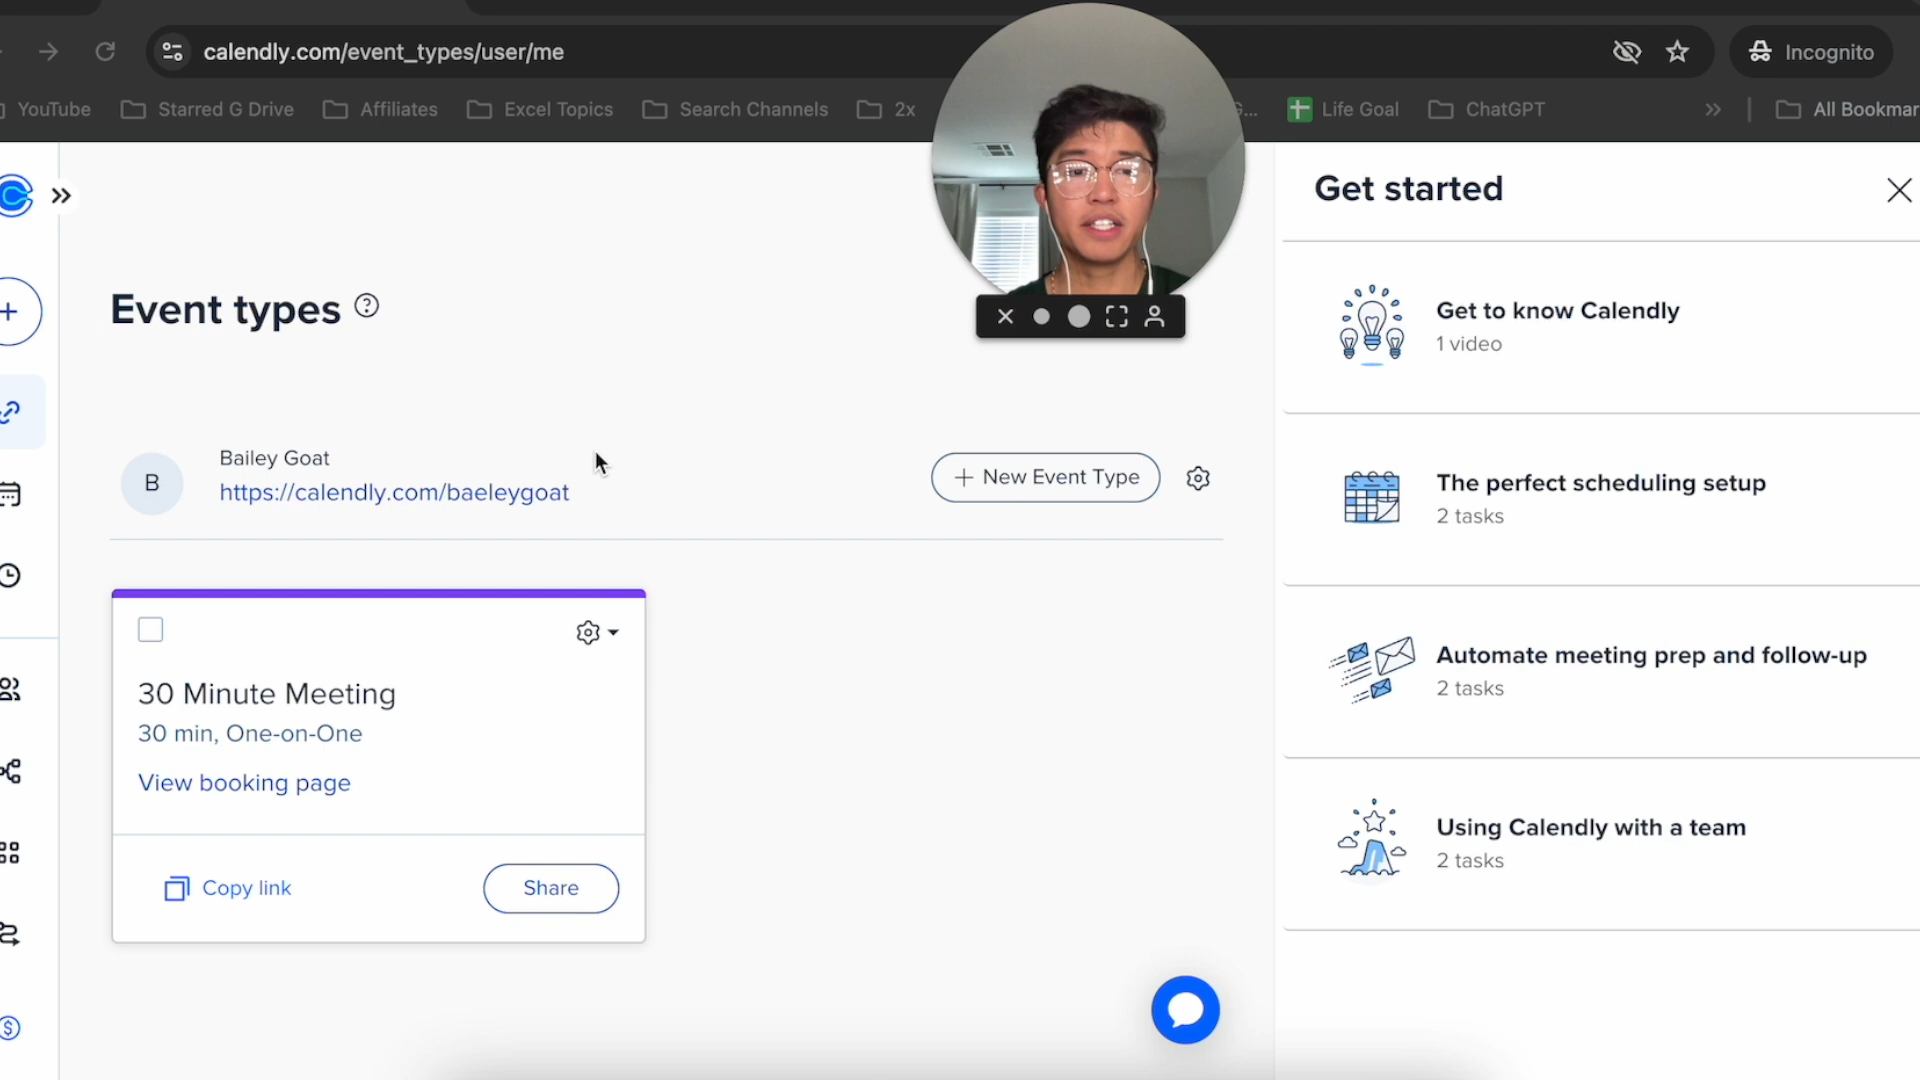 calendly.com/event_types/user/me
Incognito
YouTube
Starred G Drive
Affiliates
Excel Topics
Search Channels
2x
G...
Life Goal
ChatGPT
»
All Bookmar
Get started
Event types
Get to know Calendly
1 video
B
Bailey Goat
https://calendly.com/baeleygoat
+ New Event Type
The perfect scheduling setup
2 tasks
30 Minute Meeting
30 min, One-on-One
View booking page
Copy link
Share
Automate meeting prep and follow-up
2 tasks
Using Calendly with a team
2 tasks